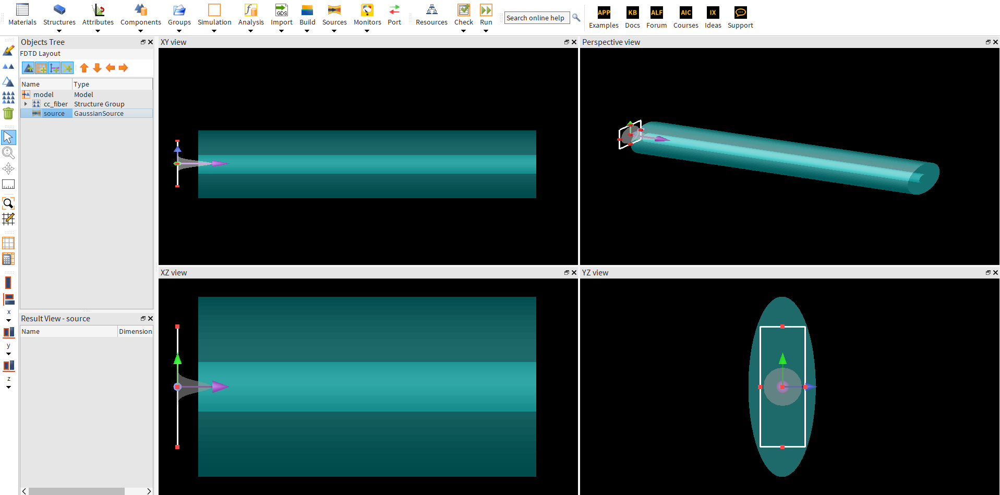 Materials Structures Attributes Components Groups Simulation Analysis Import Build Sources Monitors Port Resources Check Run Search online help Examples Docs Forum Courses Ideas Support
GDS
APP KB ALF AIC IX
Objects Tree
FDTD Layout
Name Type
model Model
cc_fiber Structure Group
source GaussianSource
Result View - source
Name Dimension
x
y
z
XY view
Perspective view
XZ view
YZ view